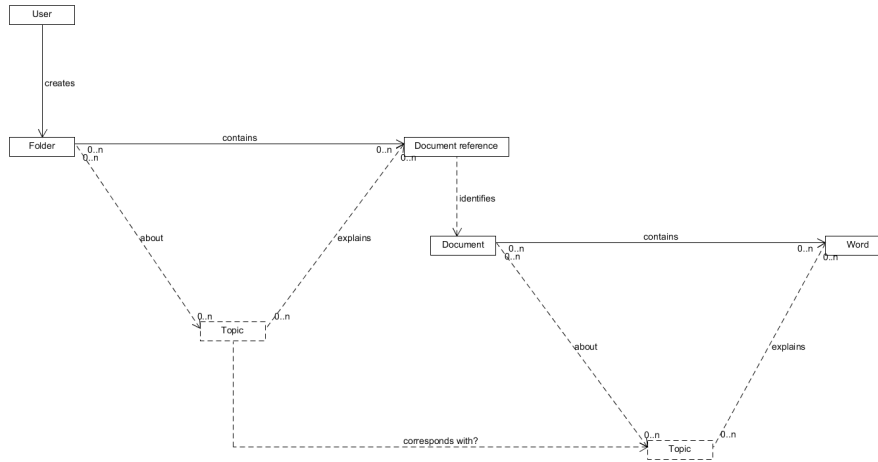 User
creates
Folder
contains
Document reference
0..n
0..n
0..n
0..n
identifies
about
explains
Document
contains
Word
0..n
0..n
0..n
0..n
0..n
0..n
Topic
about
explains
corresponds with?
0..n
0..n
Topic